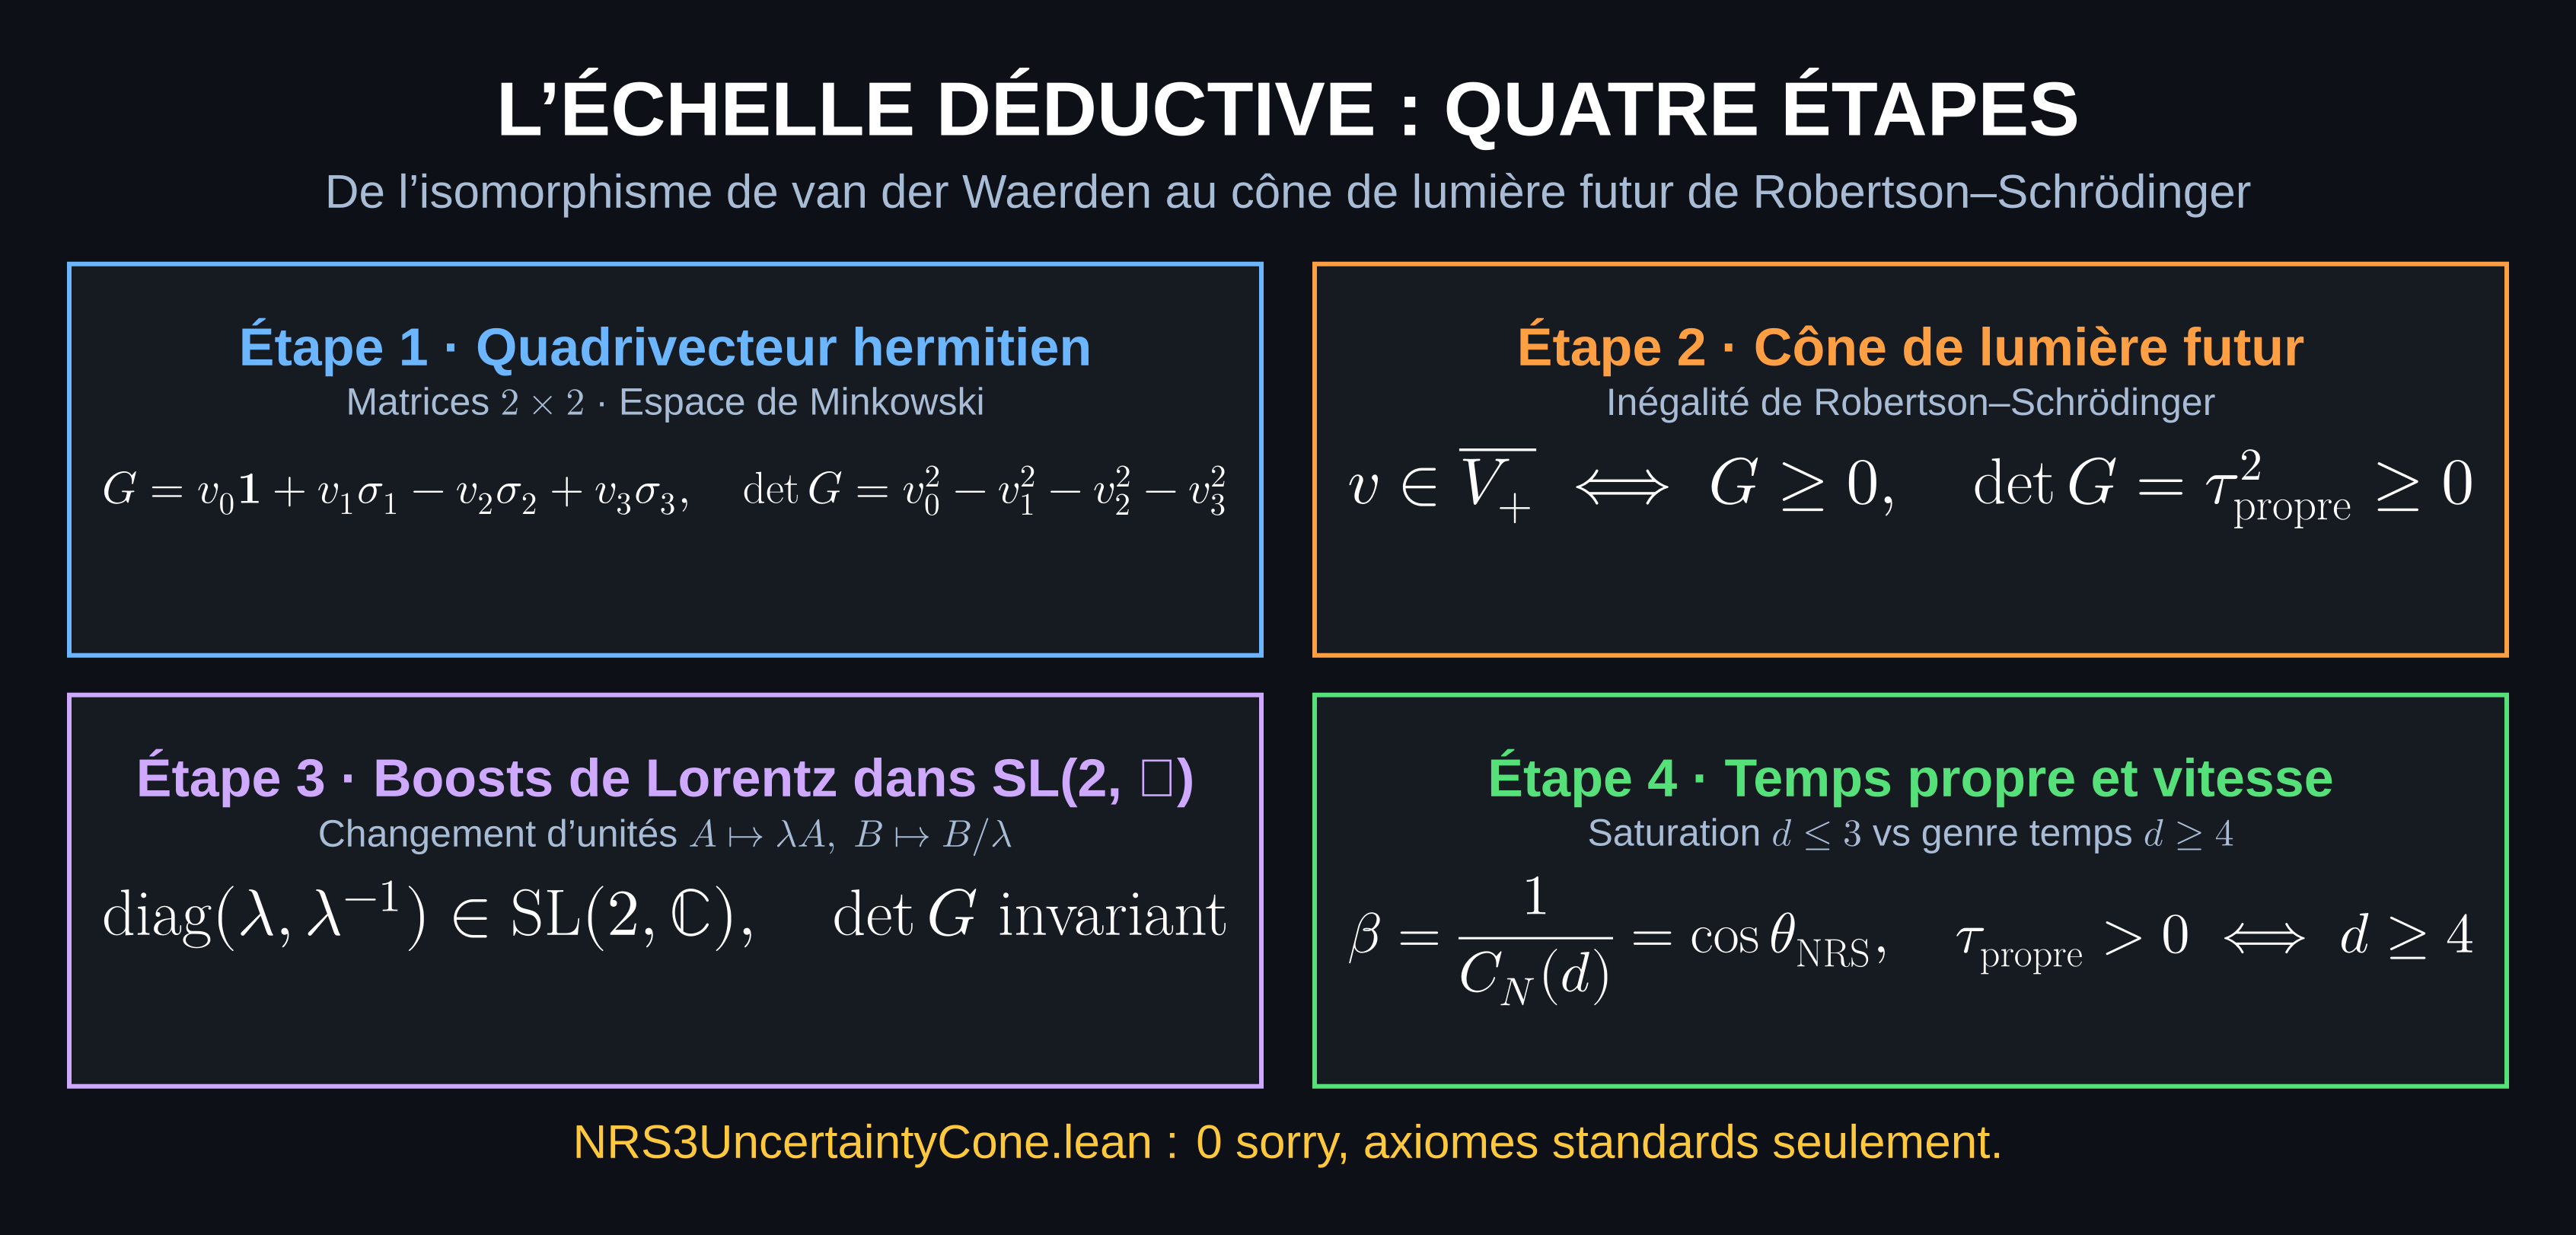 L’ÉCHELLE DÉDUCTIVE : QUATRE ÉTAPES
De l’isomorphisme de van der Waerden au cône de lumière futur de Robertson–Schrödinger
Étape 1 · Quadrivecteur hermitien
Matrices 2 × 2 · Espace de Minkowski
G = v₀𝟏 + v₁σ₁ − v₂σ₂ + v₃σ₃, det G = v₀² − v₁² − v₂² − v₃²
Étape 2 · Cône de lumière futur
Inégalité de Robertson–Schrödinger
v ∈ V̅₊ ⟺ G ≥ 0, det G = τ²_propre ≥ 0
Étape 3 · Boosts de Lorentz dans SL(2, □)
Changement d’unités A ↦ λA, B ↦ B/λ
diag(λ, λ⁻¹) ∈ SL(2, ℂ), det G invariant
Étape 4 · Temps propre et vitesse
Saturation d ≤ 3 vs genre temps d ≥ 4
β = 1/C_N(d) = cos θ_NRS, τ_propre > 0 ⟺ d ≥ 4
NRS3UncertaintyCone.lean : 0 sorry, axiomes standards seulement.